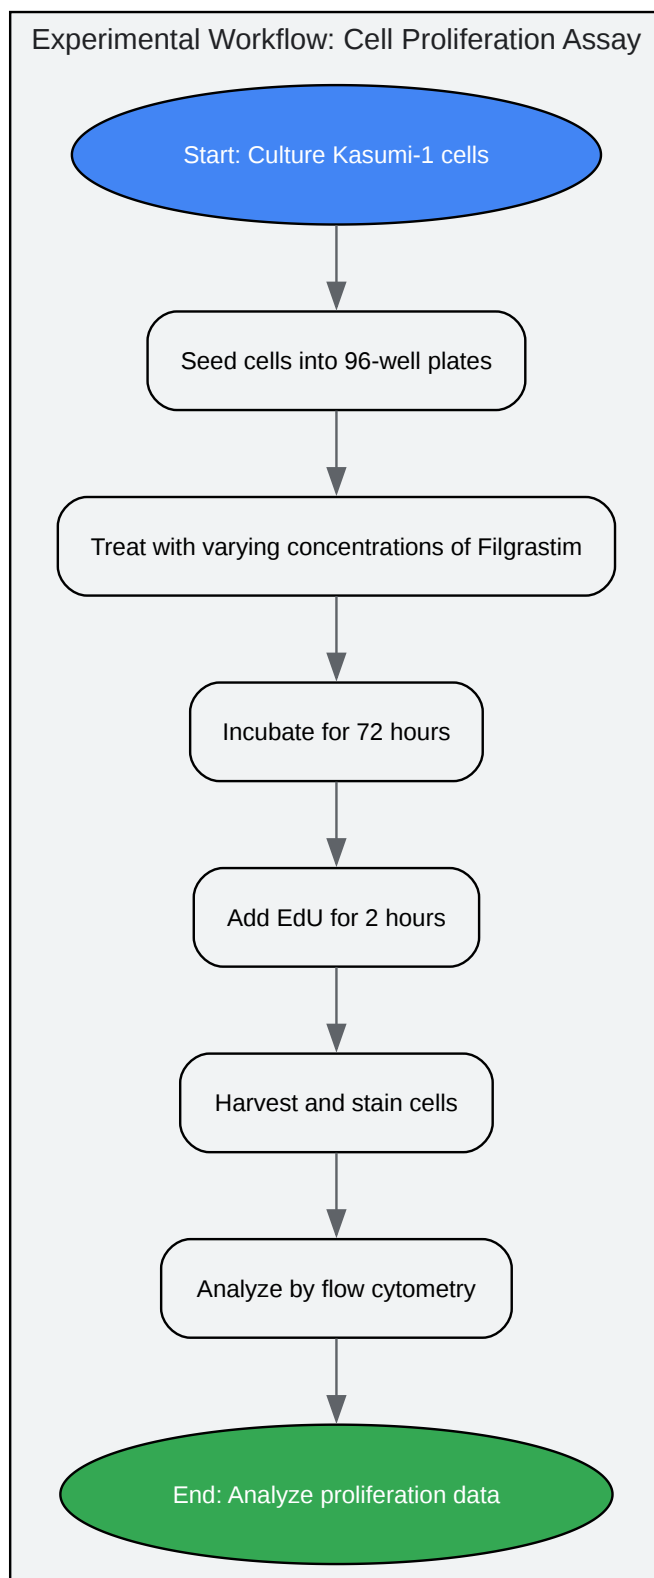 Experimental Workflow: Cell Proliferation Assay
Start: Culture Kasumi-1 cells
Seed cells into 96-well plates
Treat with varying concentrations of Filgrastim
Incubate for 72 hours
Add EdU for 2 hours
Harvest and stain cells
Analyze by flow cytometry
End: Analyze proliferation data